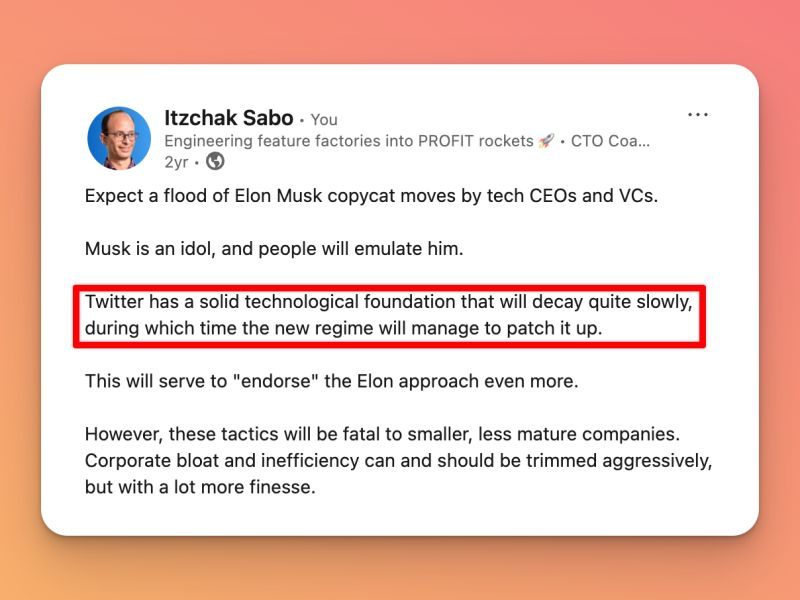 Itzchak Sabo • You
Engineering feature factories into PROFIT rockets 🚀 • CTO Coa...
2yr •
Expect a flood of Elon Musk copycat moves by tech CEOs and VCs.
Musk is an idol, and people will emulate him.
Twitter has a solid technological foundation that will decay quite slowly,
during which time the new regime will manage to patch it up.
This will serve to "endorse" the Elon approach even more.
However, these tactics will be fatal to smaller, less mature companies.
Corporate bloat and inefficiency can and should be trimmed aggressively,
but with a lot more finesse.